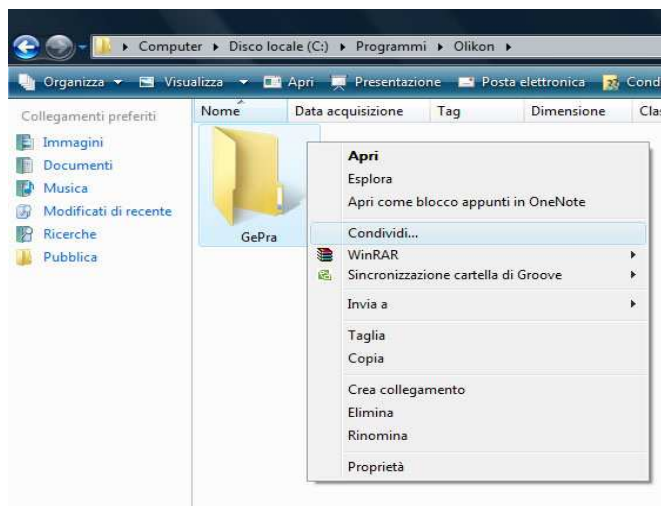 Computer Disco locale (C:) Programmi Olikon
Organizza Visualizza Apri Presentazione Posta elettronica
Collegamenti preferiti
Immagini
Documenti
Musica
Modificati di recente
Ricerche
Pubblica
Nome Data acquisizione Tag Dimensione
GePra
Apri
Esplora
Apri come blocco appunti in OneNote
Condividi...
WinRAR
Sincronizzazione cartella di Groove
Invia a
Taglia
Copia
Crea collegamento
Elimina
Rinomina
Proprietà